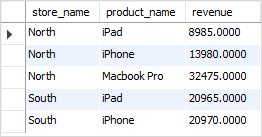 store_name product_name revenue
North iPad 8985.0000
North iPhone 13980.0000
North Macbook Pro 32475.0000
South iPad 20965.0000
South iPhone 20970.0000